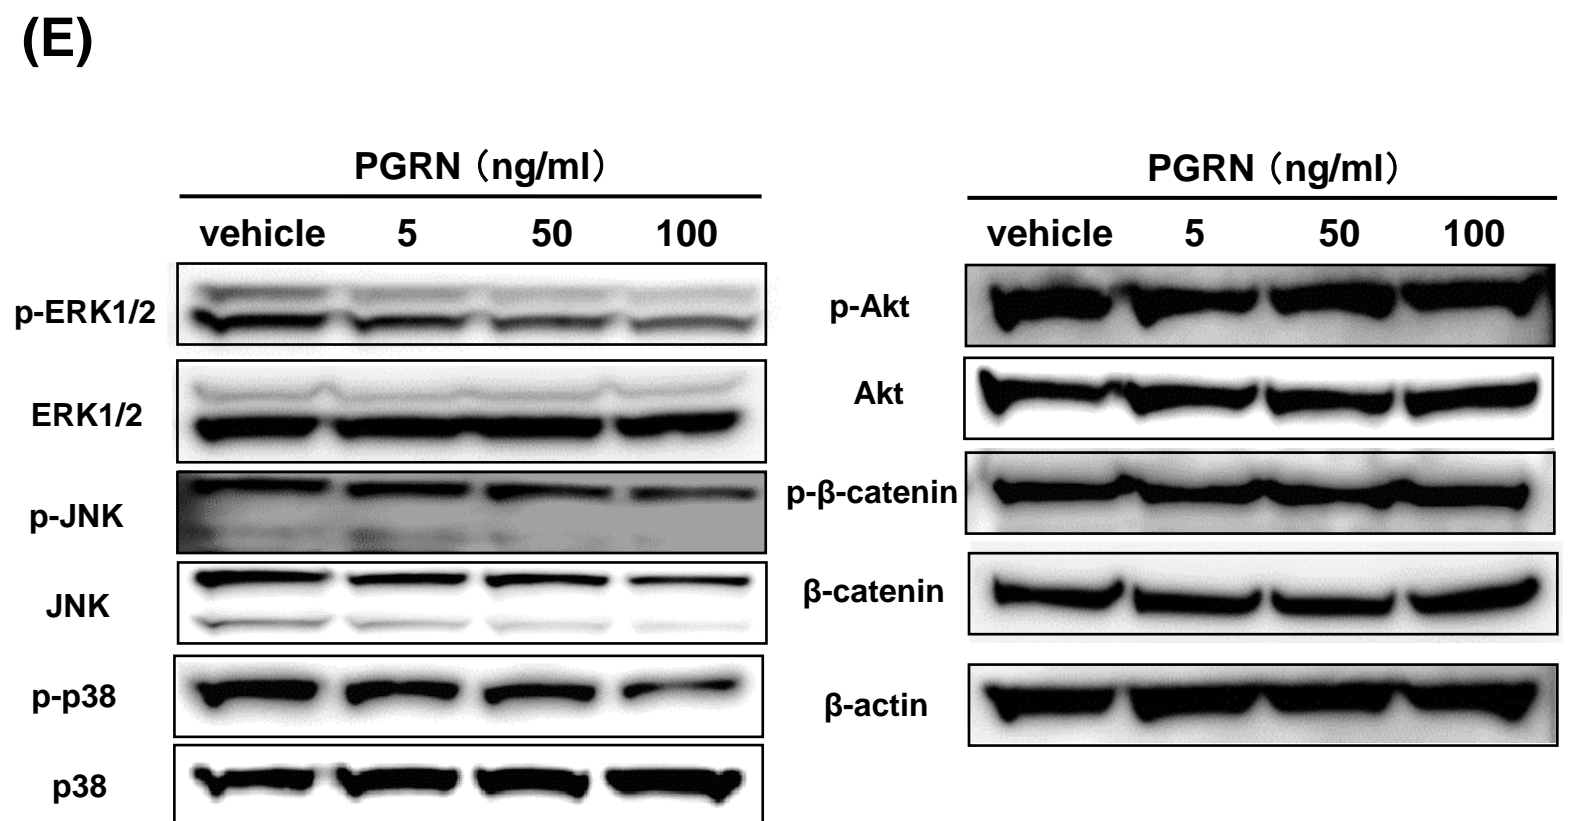 (E)
PGRN（ng/ml）
vehicle 5 50 100
p-ERK1/2
ERK1/2
p-JNK
JNK
p-p38
p38
PGRN（ng/ml）
vehicle 5 50 100
p-Akt
Akt
p-β-catenin
β-catenin
β-actin